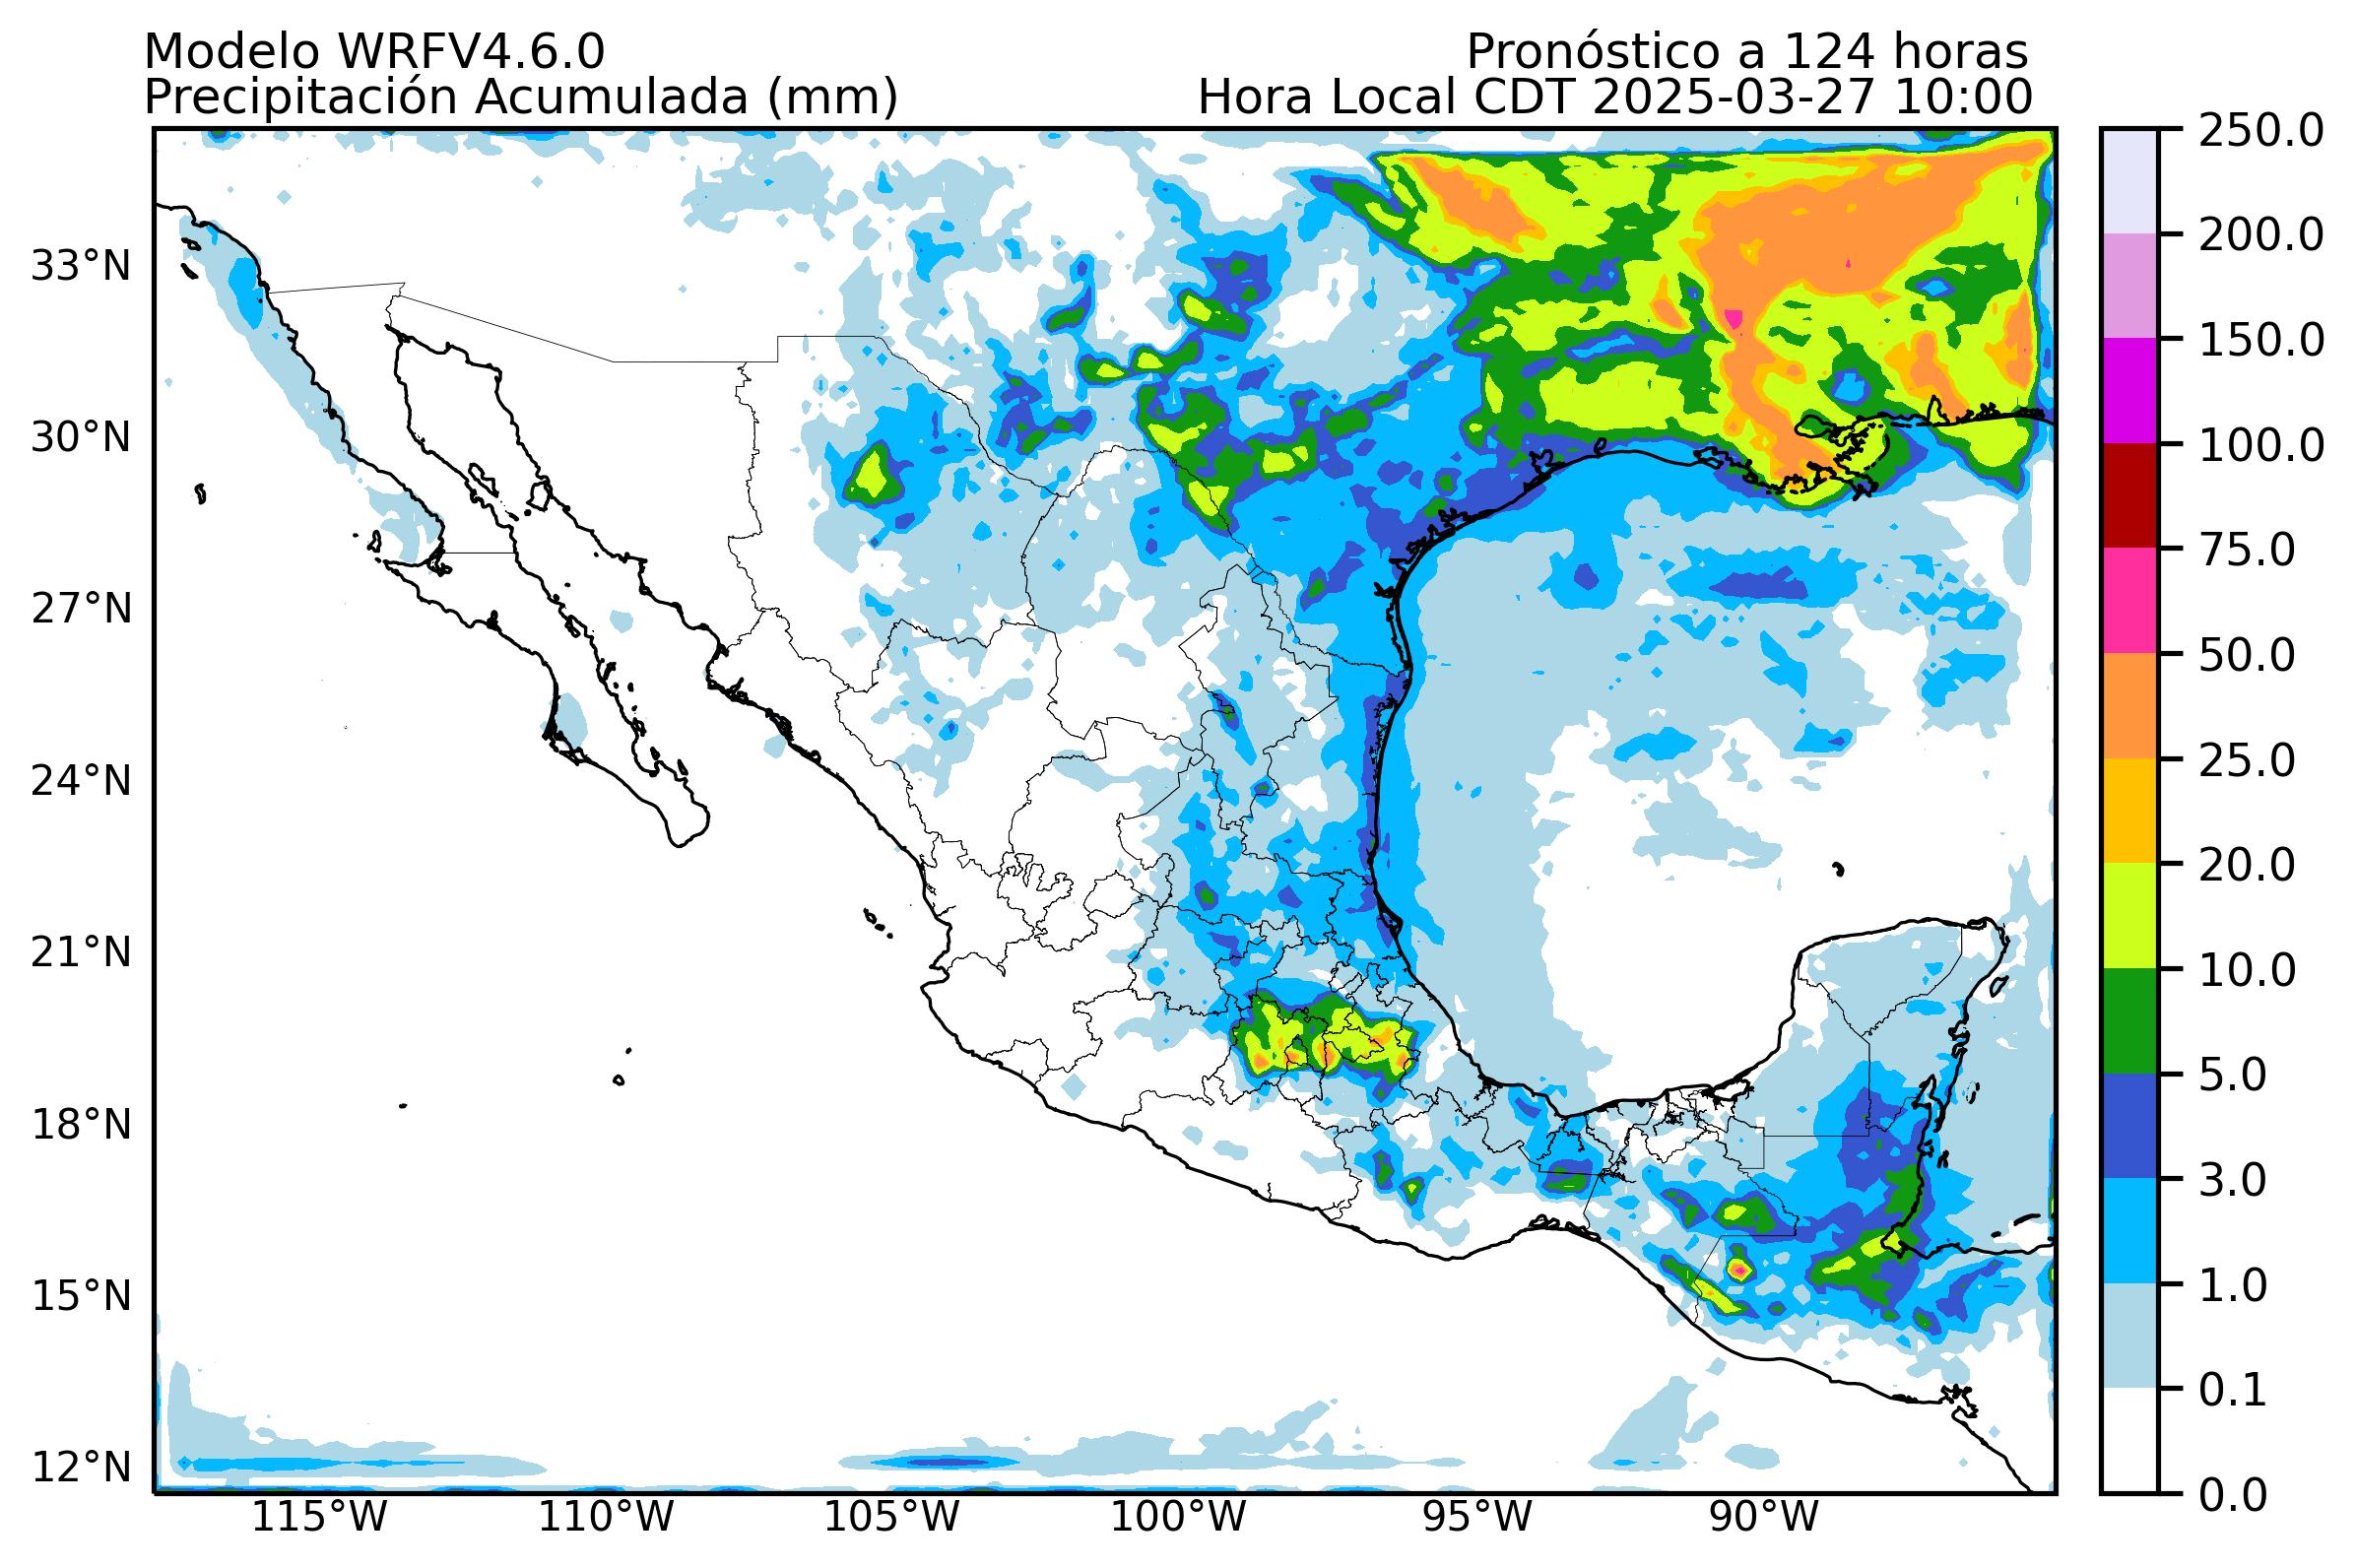 Modelo WRFV4.6.0
Pronóstico a 124 horas
Precipitación Acumulada (mm)
Hora Local CDT 2025-03-27 10:00
33°N
30°N
27°N
24°N
21°N
18°N
15°N
12°N
115°W
110°W
105°W
100°W
95°W
90°W
250.0
200.0
150.0
100.0
75.0
50.0
25.0
20.0
10.0
5.0
3.0
1.0
0.1
0.0